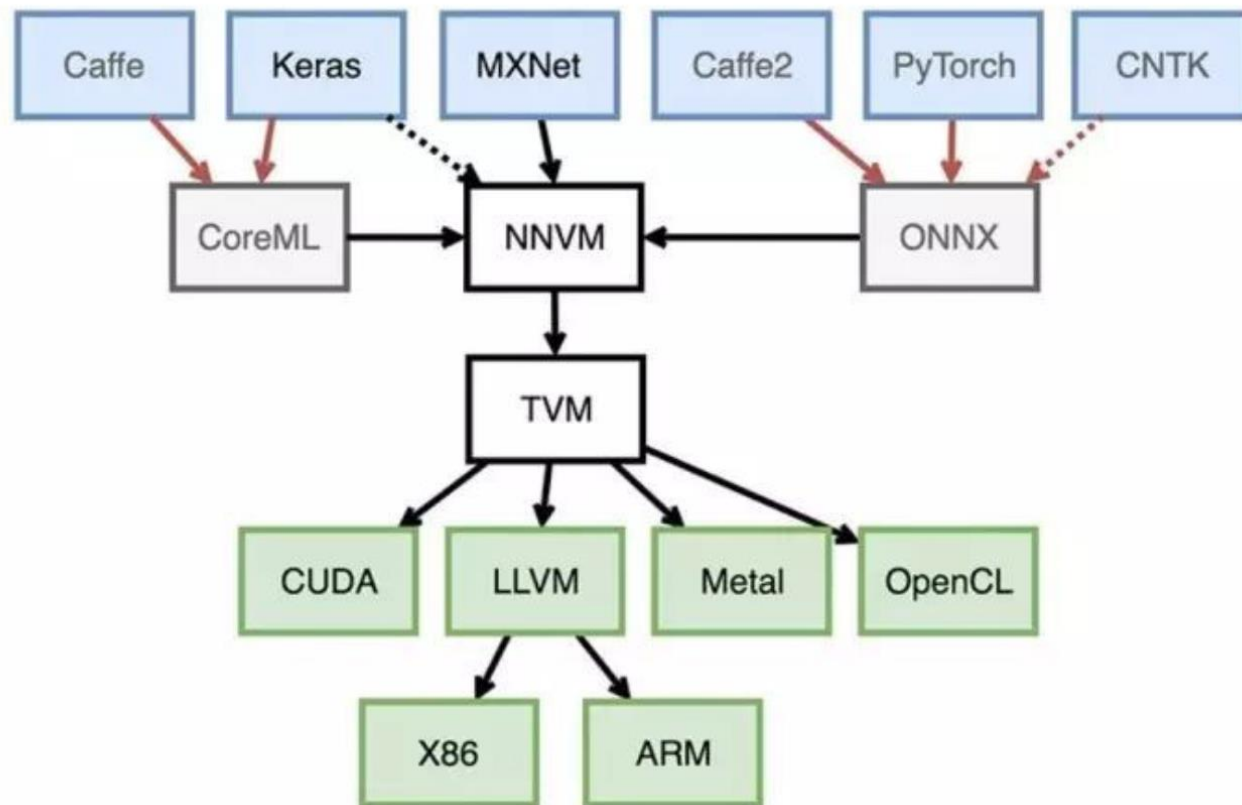 Caffe
Keras
MXNet
Caffe2
PyTorch
CNTK
CoreML
NNVM
ONNX
TVM
CUDA
LLVM
Metal
OpenCL
X86
ARM